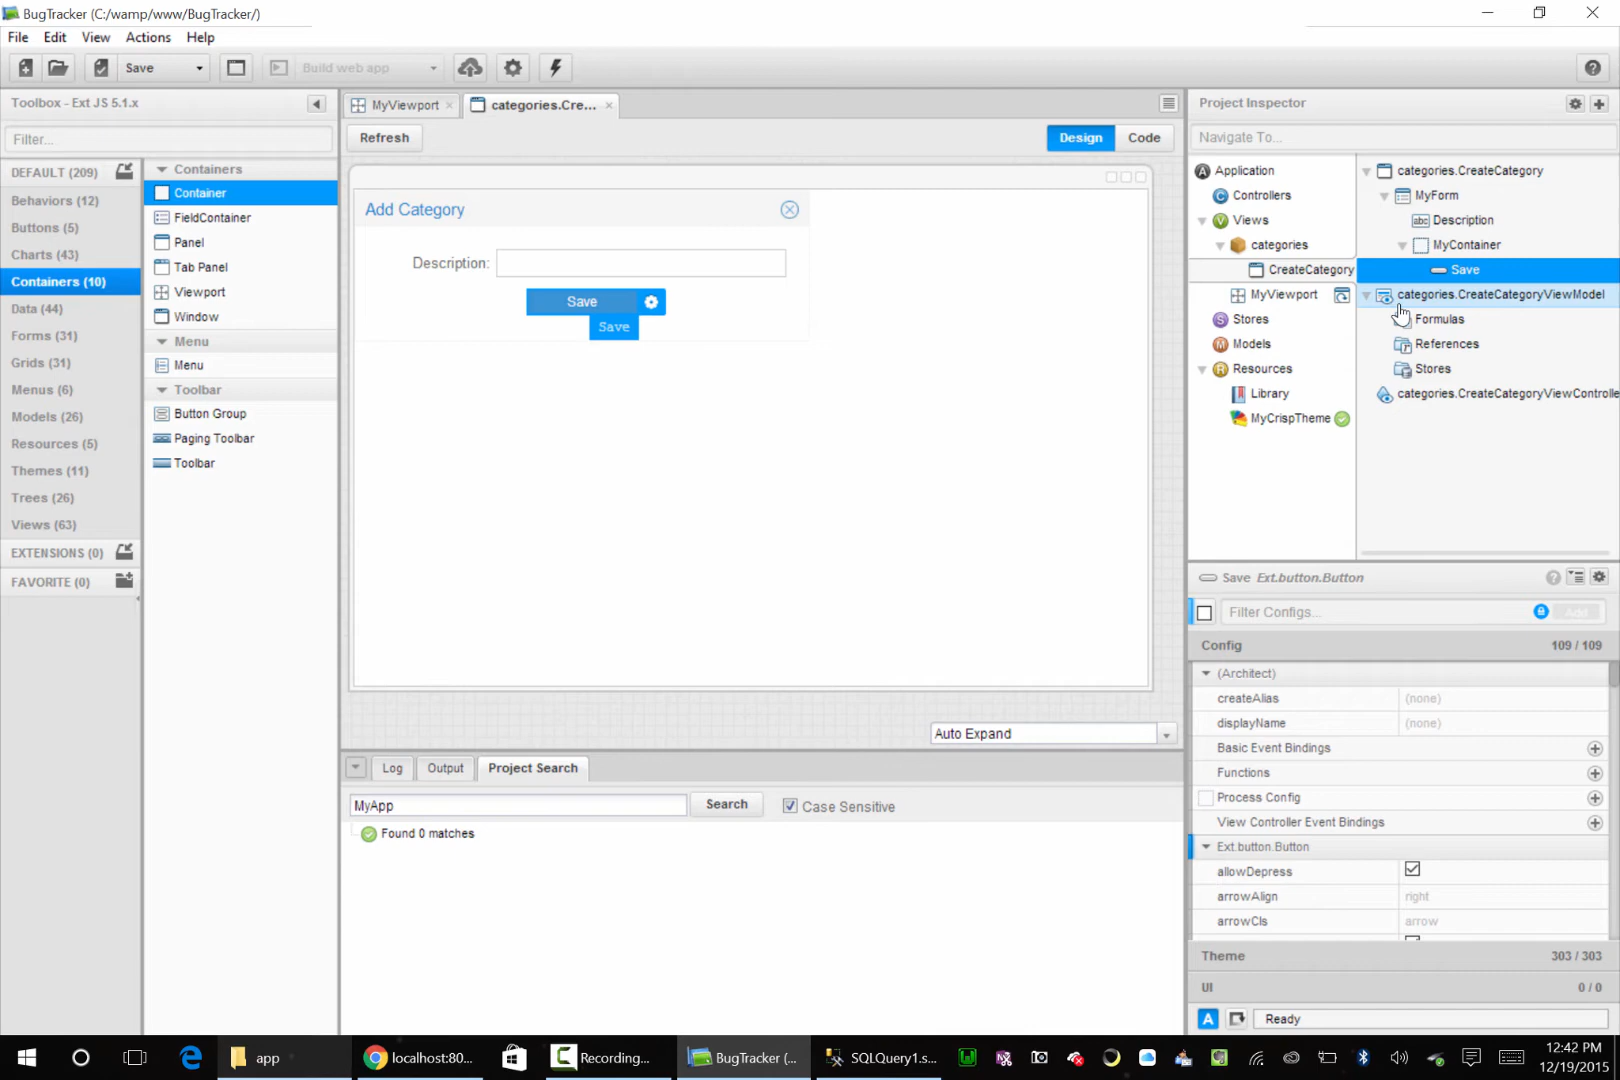 BugTracker (C:/wamp/www/BugTracker/)
File Edit View Actions Help
Save Build web app
Toolbox - Ext JS 5.1.x
Filter...
DEFAULT (209)
Behaviors (12)
Buttons (5)
Charts (43)
Containers (10)
Data (44)
Forms (31)
Grids (31)
Menus (6)
Models (26)
Resources (5)
Themes (11)
Trees (26)
Views (63)
EXTENSIONS (0)
FAVORITE (0)
Containers
Container
FieldContainer
Panel
Tab Panel
Viewport
Window
Menu
Menu
Toolbar
Button Group
Paging Toolbar
Toolbar
MyViewport categories.Cre...
Refresh Design Code
Add Category
Description:
Save
Save
Auto Expand
Log Output Project Search
MyApp Search Case Sensitive
Found 0 matches
Project Inspector
Navigate To...
Application
Controllers
Views
categories
CreateCategory
MyViewport
Stores
Models
Resources
Library
MyCrispTheme
categories.CreateCategory
MyForm
abc Description
MyContainer
Save
categories.CreateCategoryViewModel
Formulas
References
Stores
categories.CreateCategoryViewControlle
Save Ext.button.Button
Filter Configs... Add
Config 109 / 109
(Architect)
createAlias (none)
displayName (none)
Basic Event Bindings
Functions
Process Config
View Controller Event Bindings
Ext.button.Button
allowDepress
arrowAlign right
arrowCls arrow
Theme 303 / 303
UI 0 / 0
A Ready
app localhost:80... Recording... BugTracker (... SQLQuery1.s...
12:42 PM
12/19/2015